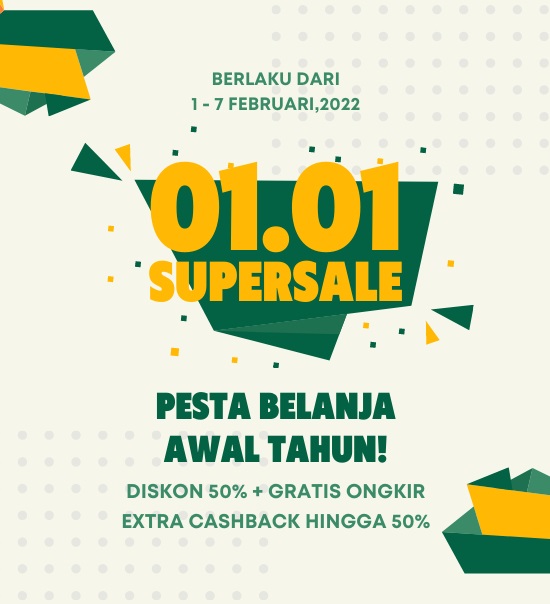 BERLAKU DARI
1 - 7 FEBRUARI,2022
01.01
SUPERSALE
PESTA BELANJA
AWAL TAHUN!
DISKON 50% + GRATIS ONGKIR
EXTRA CASHBACK HINGGA 50%